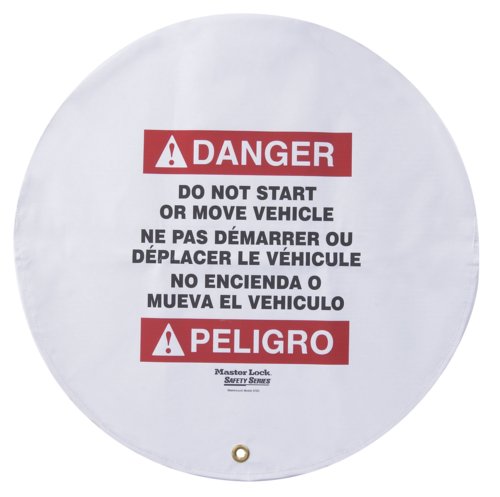 DANGER
DO NOT START
OR MOVE VEHICLE
NE PAS DÉMARRER OU
DÉPLACER LE VÉHICULE
NO ENCIENDA O
MUEVA EL VEHICULO
PELIGRO
Master Lock
SAFETY SERIES